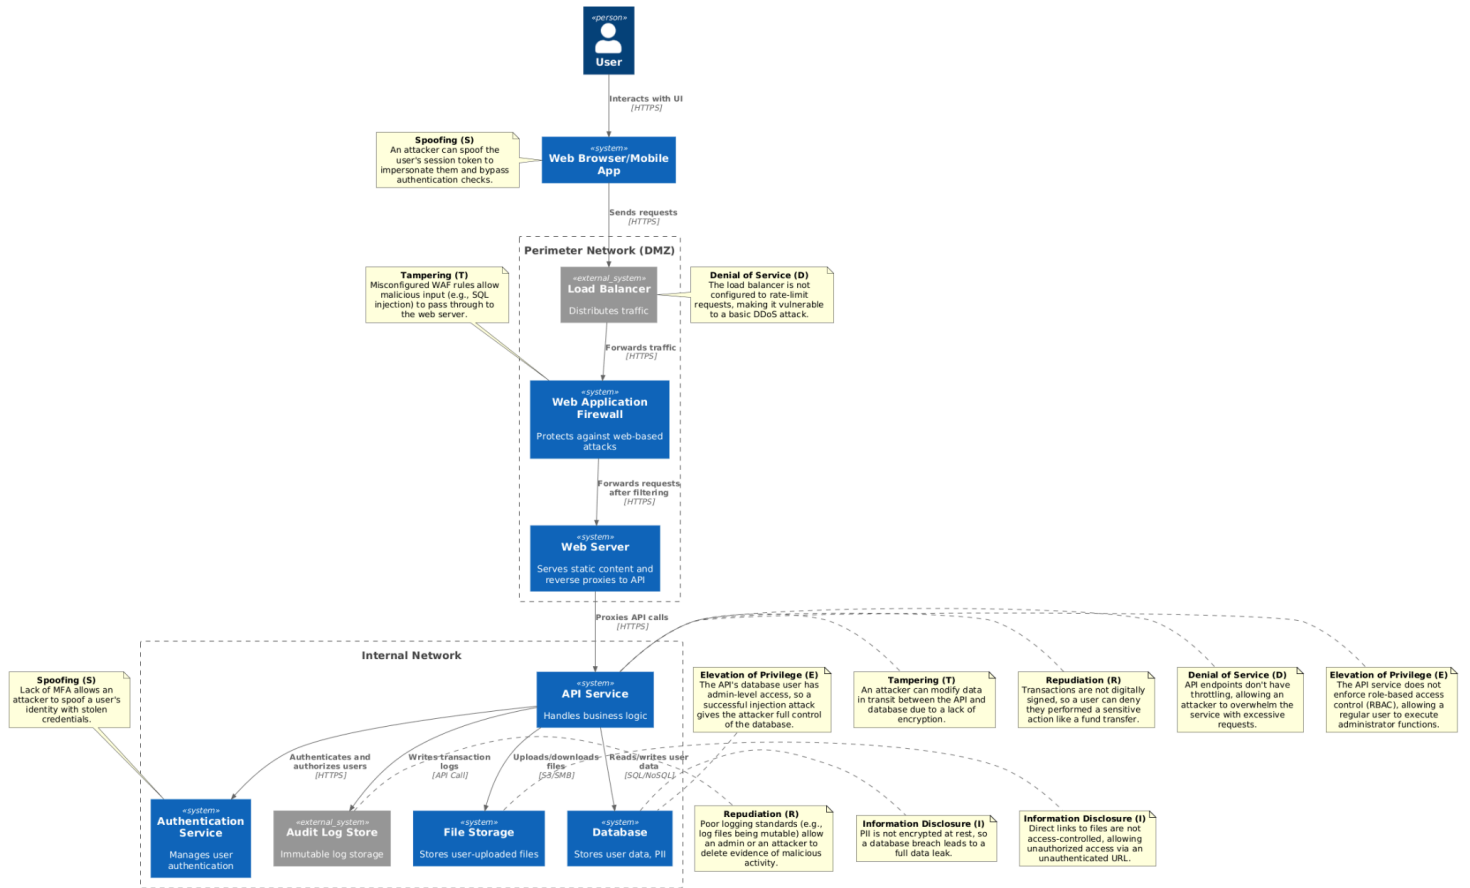 «person»
User
Interacts with UI
[HTTPS]
Spoofing (S)
An attacker can spoof the
user's session token to
impersonate them and bypass
authentication checks.
«system»
Web Browser/Mobile
App
Sends requests
[HTTPS]
Perimeter Network (DMZ)
Tampering (T)
Misconfigured WAF rules allow
malicious input (e.g., SQL
injection) to pass through to
the web server.
«external_system»
Load Balancer
Distributes traffic
Denial of Service (D)
The load balancer is not
configured to rate-limit
requests, making it vulnerable
to a basic DDoS attack.
Forwards traffic
[HTTPS]
«system»
Web Application
Firewall
Protects against web-based
attacks
Forwards requests
after filtering
[HTTPS]
«system»
Web Server
Serves static content and
reverse proxies to API
Proxies API calls
[HTTPS]
Internal Network
Spoofing (S)
Lack of MFA allows an
attacker to spoof a user's
identity with stolen
credentials.
«system»
API Service
Handles business logic
Elevation of Privilege (E)
The API's database user has
admin-level access, so a
successful injection attack
gives the attacker full control
of the database.
Tampering (T)
An attacker can modify data
in transit between the API and
database due to a lack of
encryption.
Repudiation (R)
Transactions are not digitally
signed, so a user can deny
they performed a sensitive
action like a fund transfer.
Denial of Service (D)
API endpoints don't have
throttling, allowing an
attacker to overwhelm the
service with excessive
requests.
Elevation of Privilege (E)
The API service does not
enforce role-based access
control (RBAC), allowing a
regular user to execute
administrator functions.
Authenticates and
authorizes users
[HTTPS]
Writes transaction
logs
[API Call]
Uploads/downloads
files
[S3/SMB]
Reads/writes user
data
[SQL/NoSQL]
«system»
Authentication
Service
Manages user
authentication
«external_system»
Audit Log Store
Immutable log storage
«system»
File Storage
Stores user-uploaded files
«system»
Database
Stores user data, PII
Repudiation (R)
Poor logging standards (e.g.,
log files being mutable) allow
an admin or an attacker to
delete evidence of malicious
activity.
Information Disclosure (I)
PII is not encrypted at rest, so
a database breach leads to a
full data leak.
Information Disclosure (I)
Direct links to files are not
access-controlled, allowing
unauthorized access via an
unauthenticated URL.